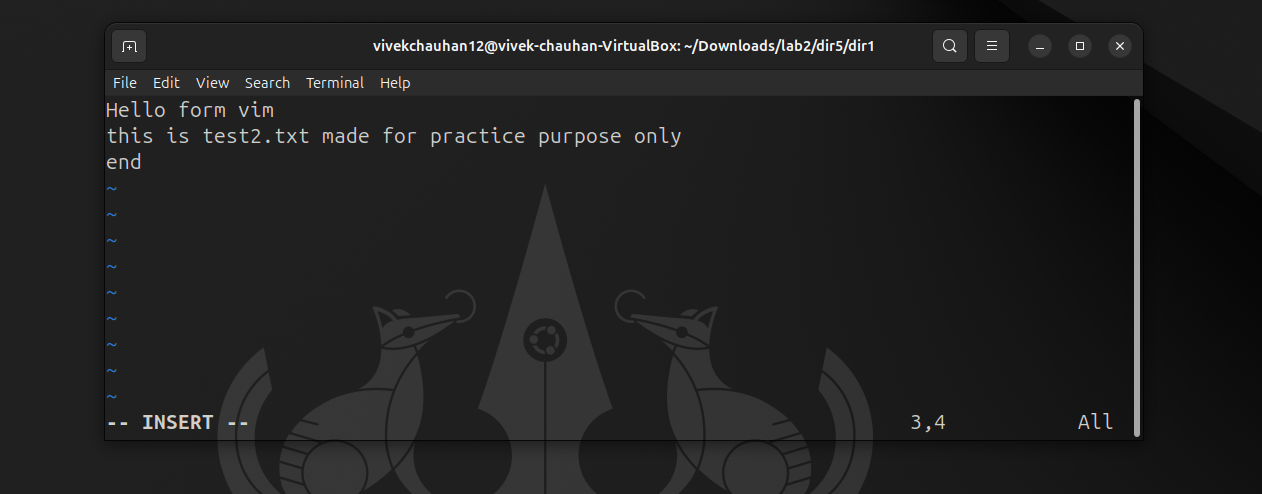 vivekchauhan12@vivek-chauhan-VirtualBox: ~/Downloads/lab2/dir5/dir1
File Edit View Search Terminal Help
Hello form vim
this is test2.txt made for practice purpose only
end
~
~
~
~
~
~
~
~
~
-- INSERT -- 3,4 All